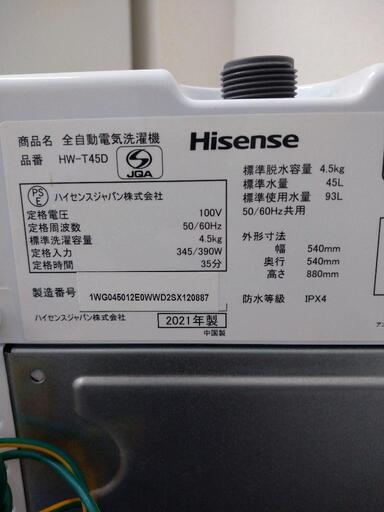 商品名 全自動電気洗濯機
品番 HW-T45D
JQA
Hisense
PS
E
ハイセンスジャパン株式会社
定格電圧 100V
定格周波数 50/60Hz
標準洗濯容量 4.5kg
定格入力 345/390W
定格時間 35分
標準脱水容量 4.5kg
標準水量 45L
標準使用水量 93L
50/60Hz共用
外形寸法
幅 540mm
奥行 540mm
高さ 880mm
防水等級 IPX4
製造番号 1WG045012E0WWD2SX120887
ハイセンスジャパン株式会社
2021年製
中国製